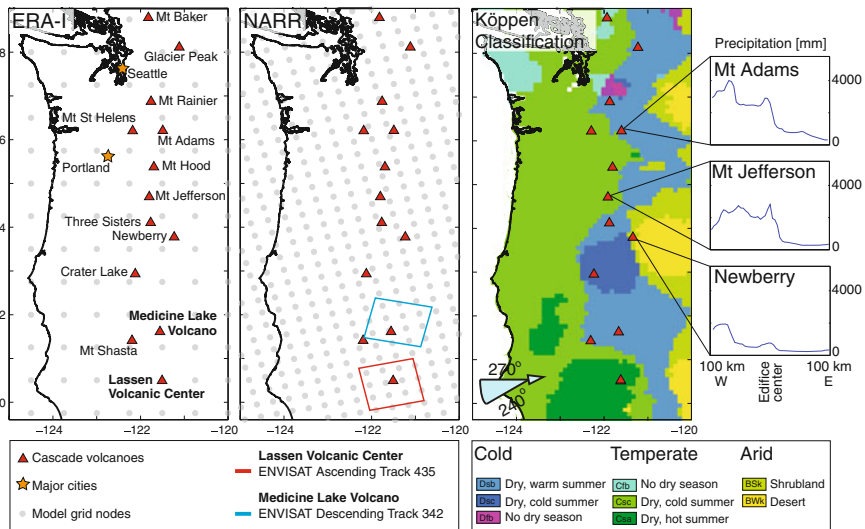 ERA-I
NARR
Köppen
Classification
Mt Baker
Glacier Peak
Seattle
Mt Rainier
Mt St Helens
Mt Adams
Portland
Mt Hood
Mt Jefferson
Three Sisters
Newberry
Crater Lake
Medicine Lake
Volcano
Mt Shasta
Lassen
Volcanic Center
8
6
4
2
0
-124
-122
-120
-124
-122
-120
-124
-122
-120
270°
240°
Precipitation [mm]
Mt Adams
4000
0
Mt Jefferson
4000
0
Newberry
4000
0
100 km
W
Edifice
center
100 km
E
Cascade volcanoes
Major cities
Model grid nodes
Lassen Volcanic Center
ENVISAT Ascending Track 435
Medicine Lake Volcano
ENVISAT Descending Track 342
Cold
Dsb Dry, warm summer
Dsc Dry, cold summer
Dfb No dry season
Temperate
Cfb No dry season
Csc Dry, cold summer
Csa Dry, hot summer
Arid
BSk Shrubland
BWk Desert